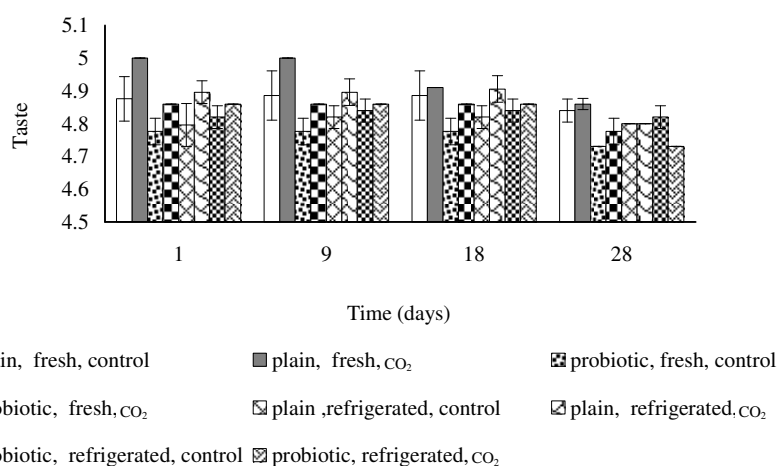 5.1
5
4.9
4.8
4.7
4.6
4.5
Taste
1 9 18 28
Time (days)
in, fresh, control plain, fresh,CO₂ probiotic, fresh, control
obiotic, fresh,CO₂ plain ,refrigerated, control plain, refrigerated,CO₂
obiotic, refrigerated, control probiotic, refrigerated,CO₂